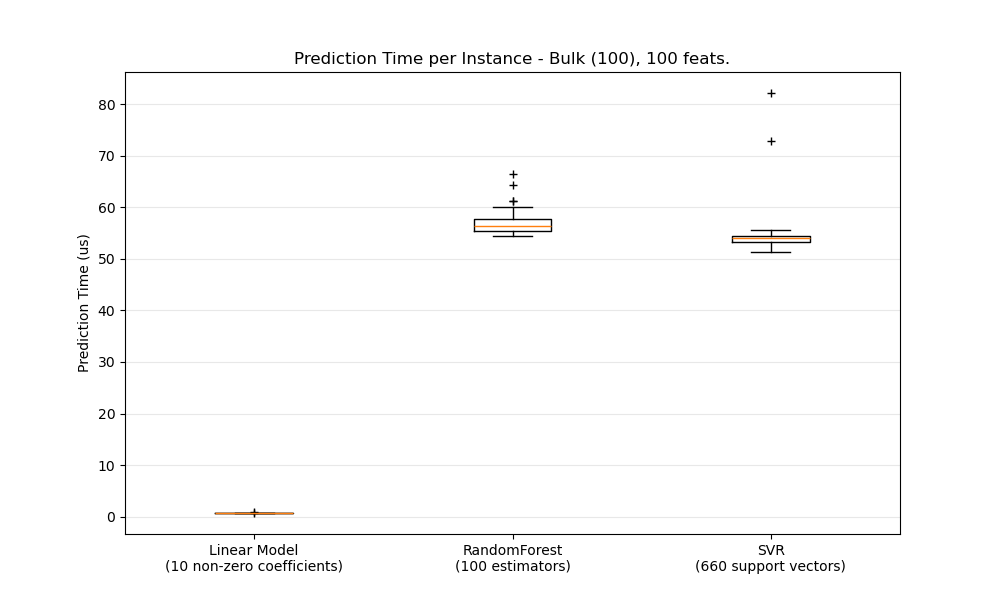 Prediction Time per Instance - Bulk (100), 100 feats.
Prediction Time (us)
80
70
60
50
40
30
20
10
0
Linear Model
(10 non-zero coefficients)
RandomForest
(100 estimators)
SVR
(660 support vectors)